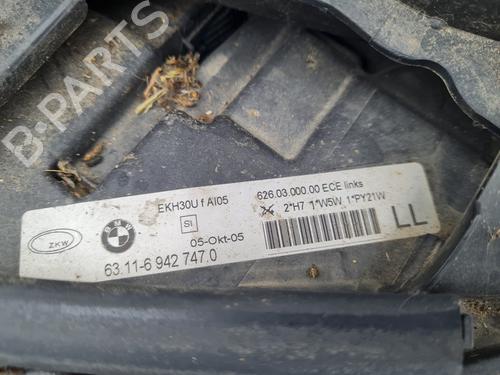 B-PARTS
EKH30U f AI05
626.03.000.00 ECE links
SI
2*H7 1*W5W 1*PY21W
ZKW
BMW
05-Okt-05
LL
63.11-6 942 747.0